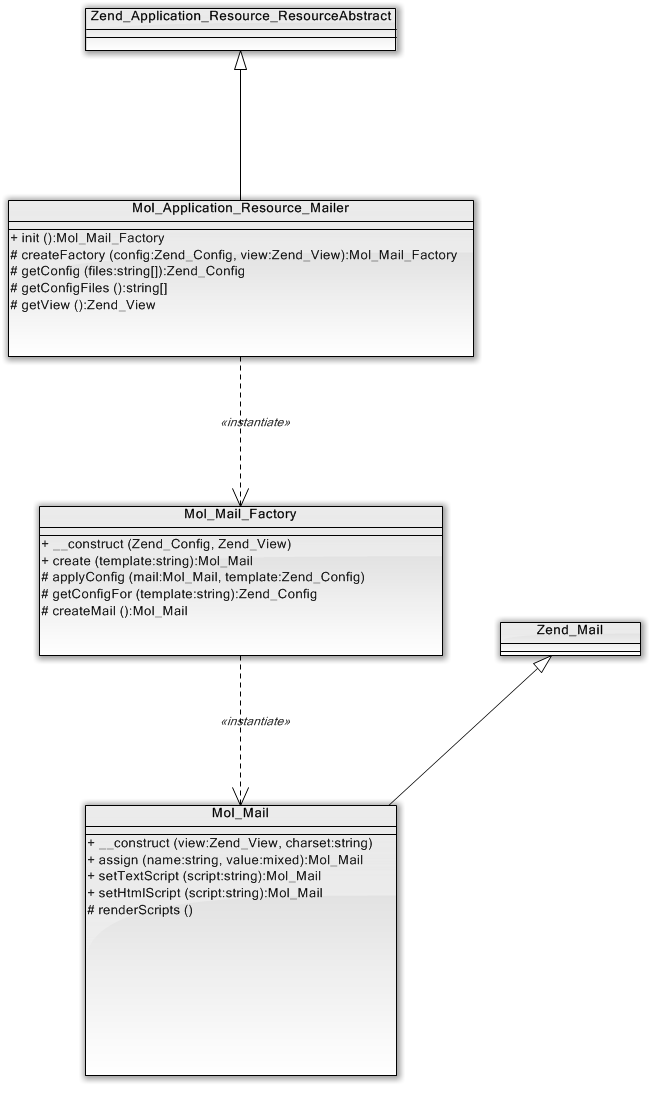 Zend_Application_Resource_ResourceAbstract
Mol_Application_Resource_Mailer
+ init ():Mol_Mail_Factory
# createFactory (config:Zend_Config, view:Zend_View):Mol_Mail_Factory
# getConfig (files:string[]):Zend_Config
# getConfigFiles ():string[]
# getView ():Zend_View
«instantiate»
Mol_Mail_Factory
+ __construct (Zend_Config, Zend_View)
+ create (template:string):Mol_Mail
# applyConfig (mail:Mol_Mail, template:Zend_Config)
# getConfigFor (template:string):Zend_Config
# createMail ():Mol_Mail
Zend_Mail
«instantiate»
Mol_Mail
+ __construct (view:Zend_View, charset:string)
+ assign (name:string, value:mixed):Mol_Mail
+ setTextScript (script:string):Mol_Mail
+ setHtmlScript (script:string):Mol_Mail
# renderScripts ()